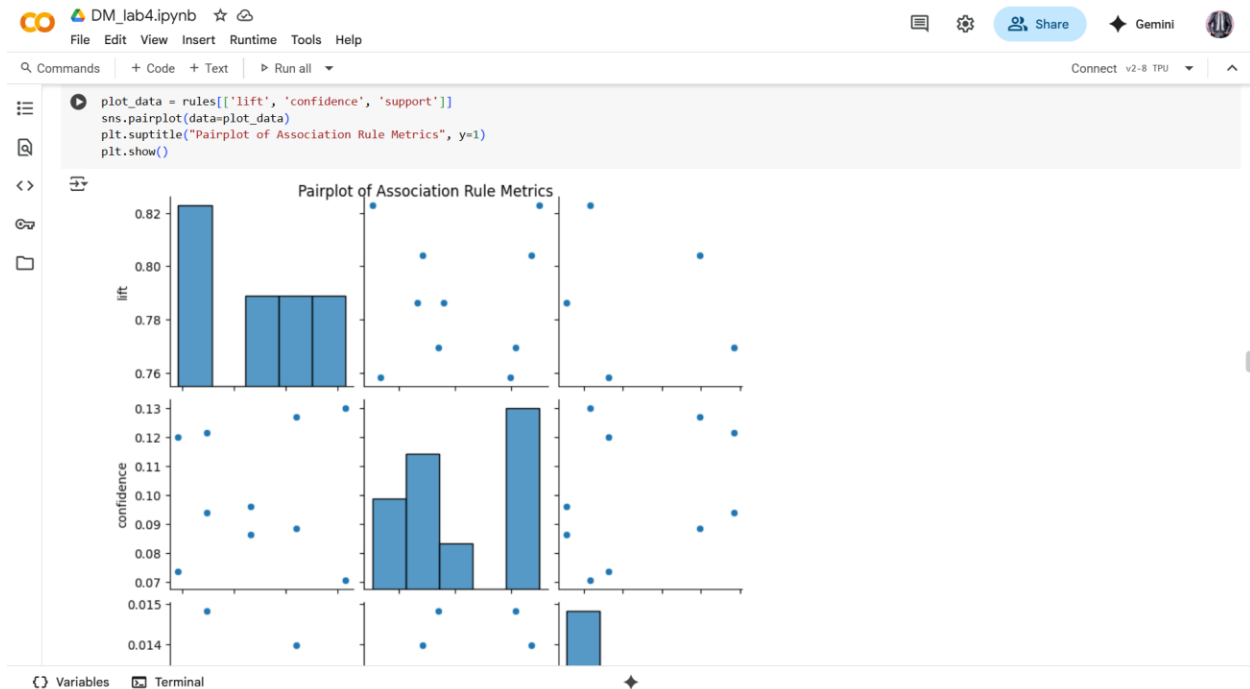 DM_lab4.ipynb
File Edit View Insert Runtime Tools Help
Share
Gemini
Commands + Code + Text Run all
Connect v2-8 TPU
plot_data = rules[['lift', 'confidence', 'support']]
sns.pairplot(data=plot_data)
plt.suptitle("Pairplot of Association Rule Metrics", y=1)
plt.show()
Pairplot of Association Rule Metrics
0.82
0.80
lift
0.78
0.76
0.13
0.12
0.11
confidence
0.10
0.09
0.08
0.07
0.015
0.014
Variables Terminal